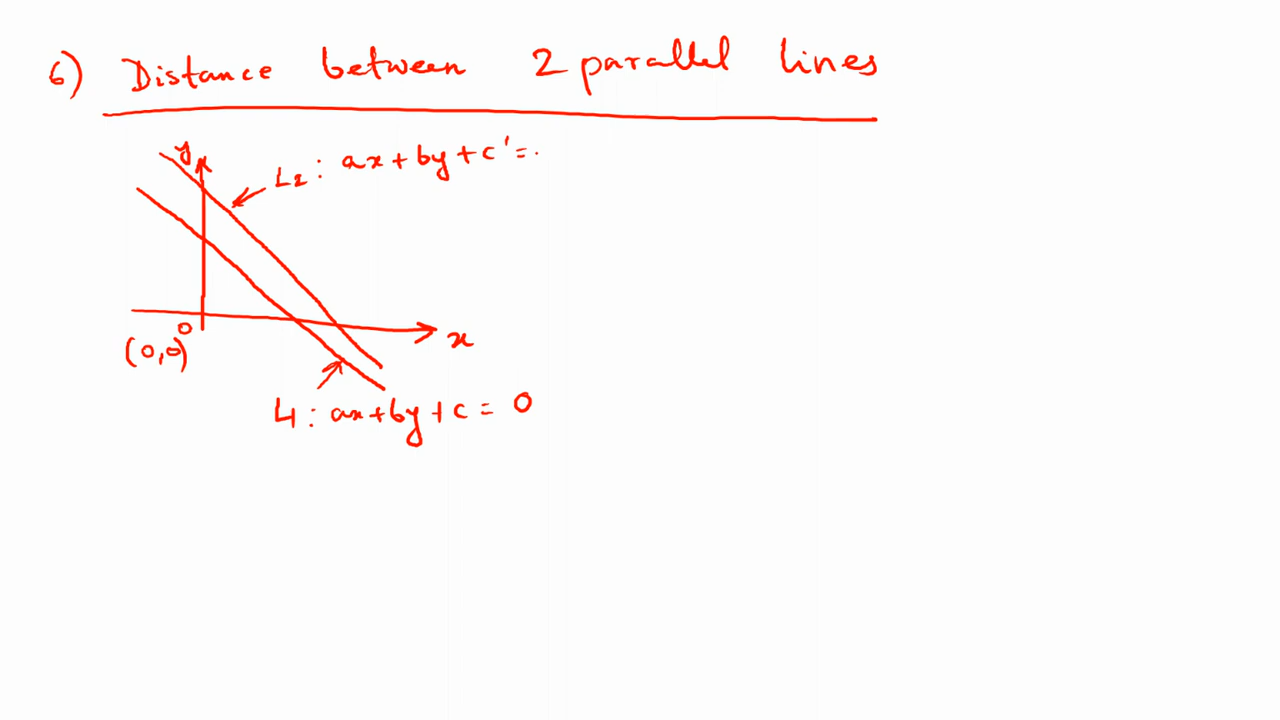 6) Distance between 2 parallel lines
y
L2 : ax + by + c' =
0
x
(0,0)
L1 : ax + by + c = 0